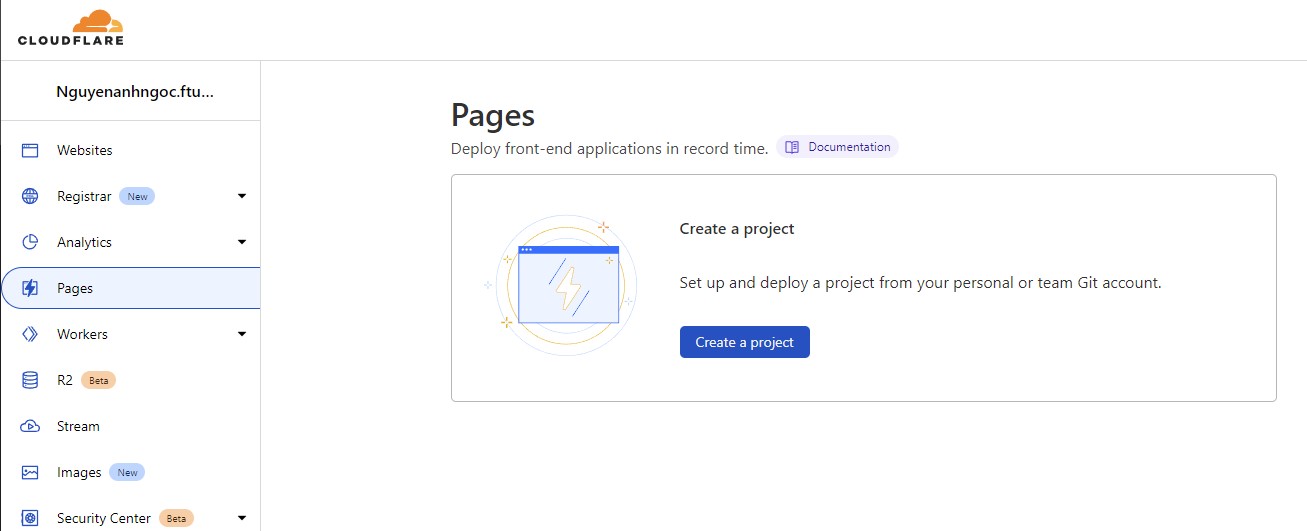 CLOUDFLARE
Nguyenanhngoc.ftu...
Websites
Registrar New
Analytics
Pages
Workers
R2 Beta
Stream
Images New
Security Center Beta
Pages
Deploy front-end applications in record time. Documentation
Create a project
Set up and deploy a project from your personal or team Git account.
Create a project